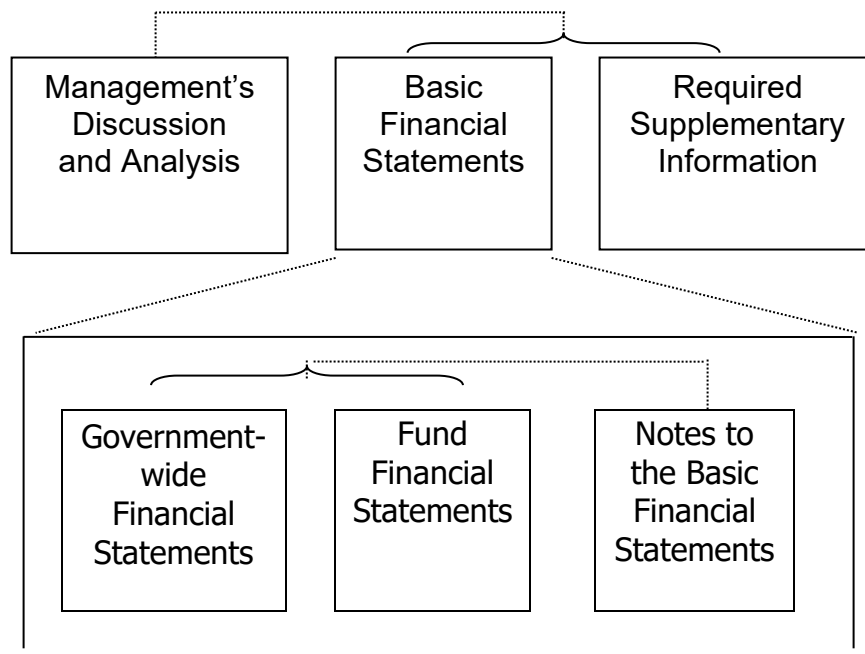 Management’s
Discussion
and Analysis
Basic
Financial
Statements
Required
Supplementary
Information
Government-
wide
Financial
Statements
Fund
Financial
Statements
Notes to
the Basic
Financial
Statements